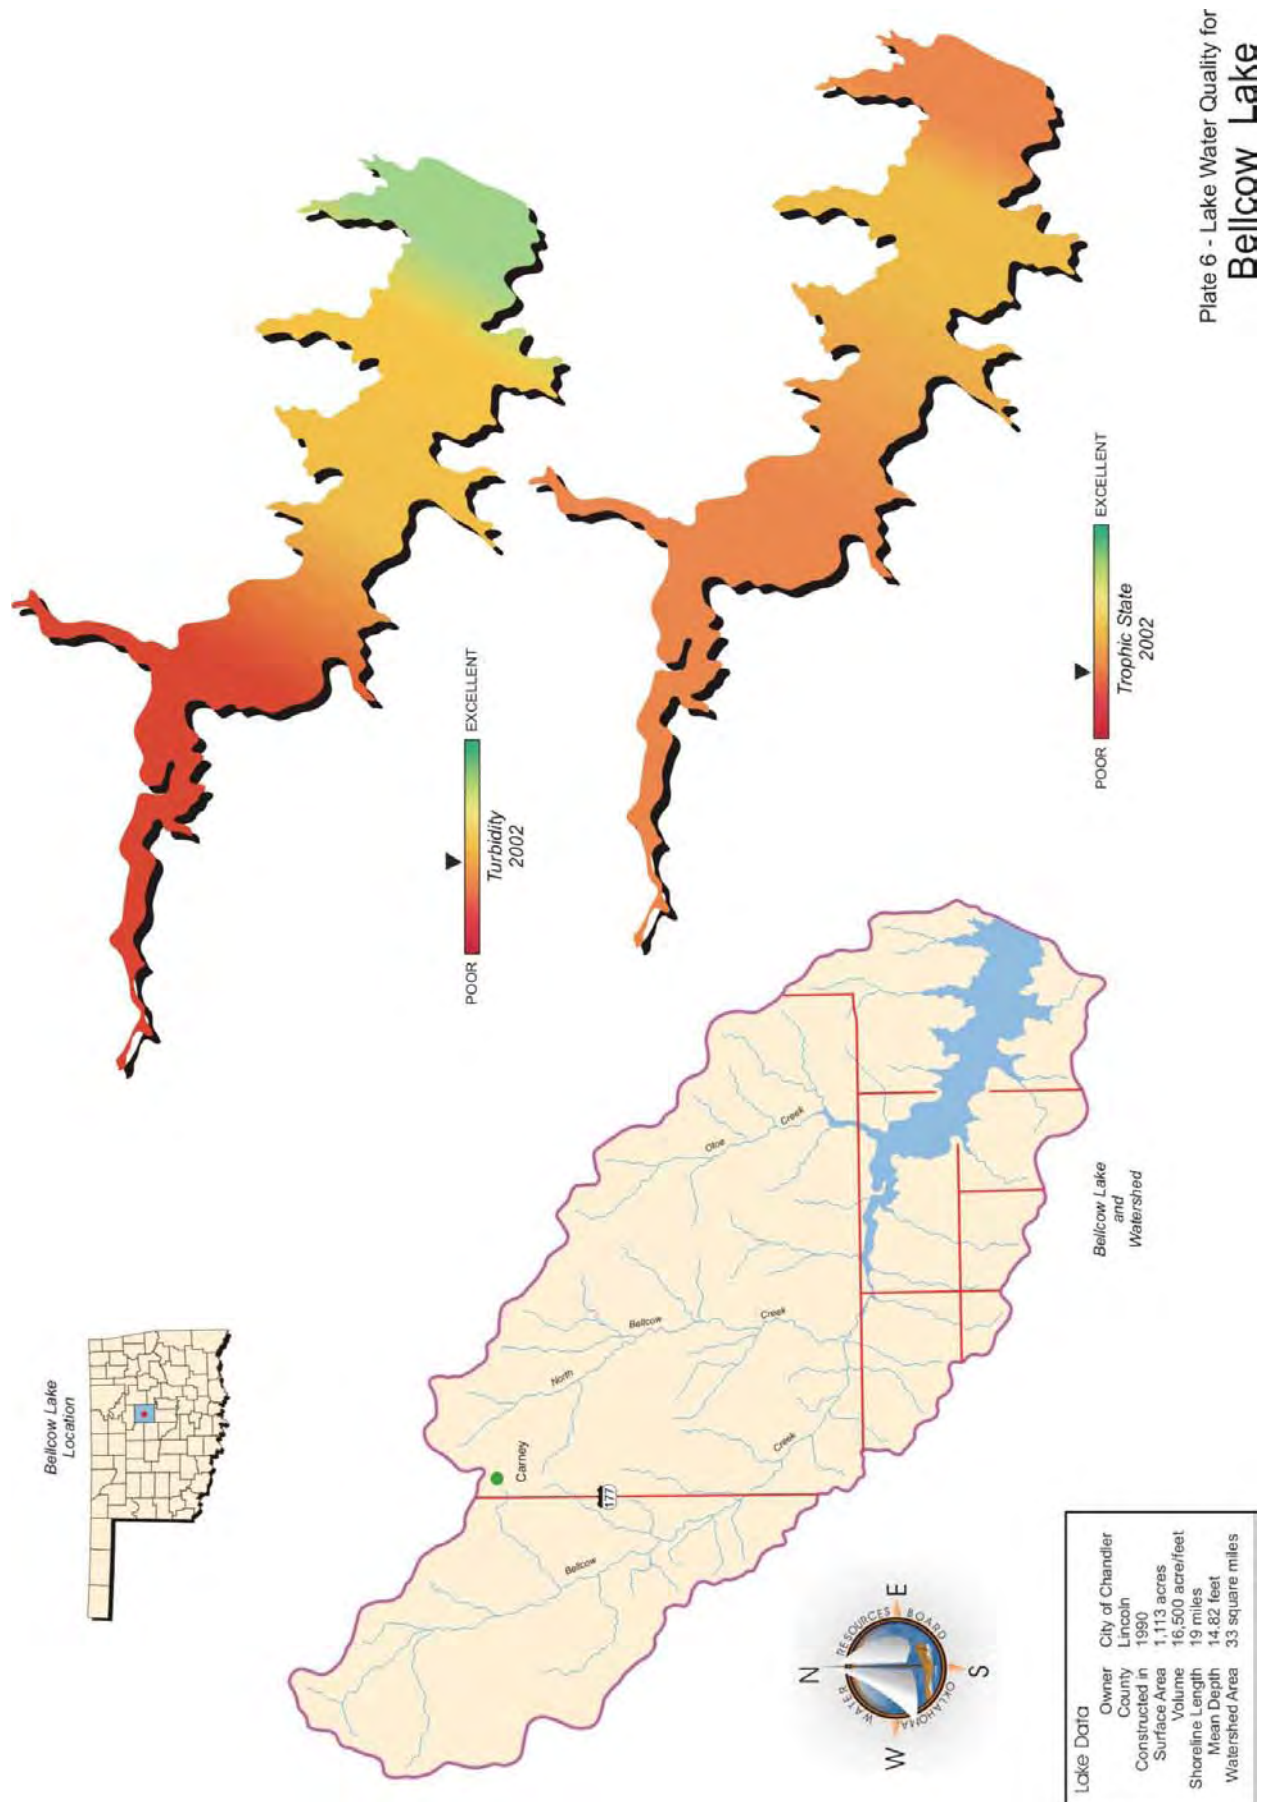 Plate 6 - Lake Water Quality for
Bellcow Lake
Bellcow Lake
Location
POOR
EXCELLENT
Turbidity
2002
POOR
EXCELLENT
Trophic State
2002
Carney
177
Bellcow
Creek
North
Bellcow
Creek
Otoe
Creek
Bellcow Lake
and
Watershed
N
E
S
W
OKLAHOMA WATER RESOURCES BOARD
Lake Data
Owner City of Chandler
County Lincoln
Constructed in 1990
Surface Area 1,113 acres
Volume 16,500 acre/feet
Shoreline Length 19 miles
Mean Depth 14.82 feet
Watershed Area 33 square miles